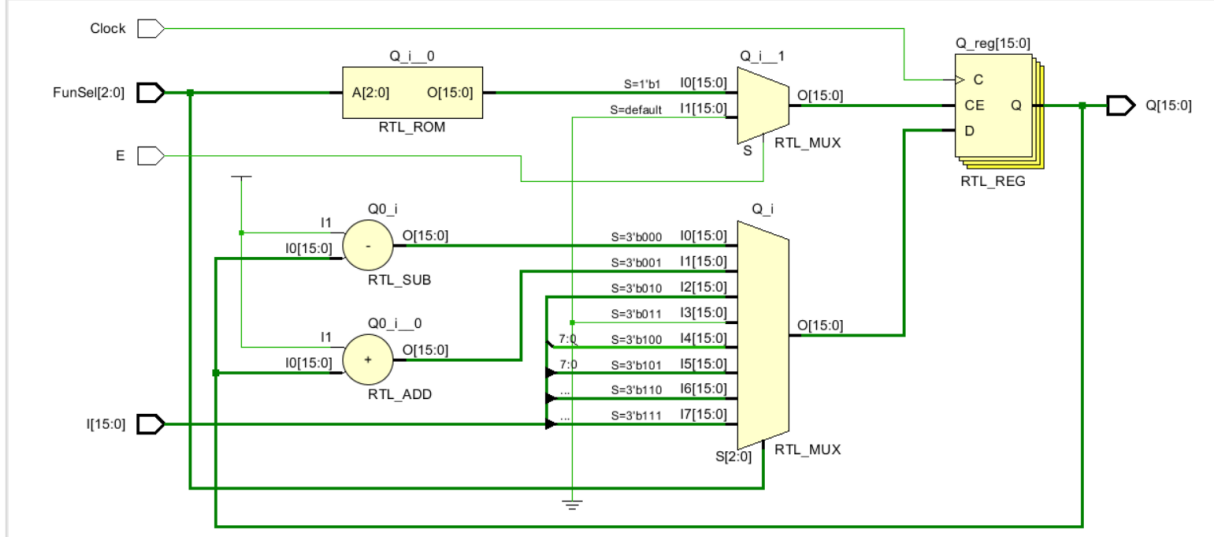 Clock
FunSel[2:0]
E
I[15:0]
Q_i__0
A[2:0] O[15:0]
RTL_ROM
Q_i__1
S=1'b1 I0[15:0]
S=default I1[15:0]
O[15:0]
S
RTL_MUX
Q_reg[15:0]
C
CE Q
D
RTL_REG
Q[15:0]
Q0_i
I1
I0[15:0]
-
O[15:0]
RTL_SUB
Q0_i__0
I1
I0[15:0]
+
O[15:0]
RTL_ADD
Q_i
S=3'b000 I0[15:0]
S=3'b001 I1[15:0]
S=3'b010 I2[15:0]
S=3'b011 I3[15:0]
7:0 S=3'b100 I4[15:0]
7:0 S=3'b101 I5[15:0]
... S=3'b110 I6[15:0]
... S=3'b111 I7[15:0]
O[15:0]
S[2:0]
RTL_MUX